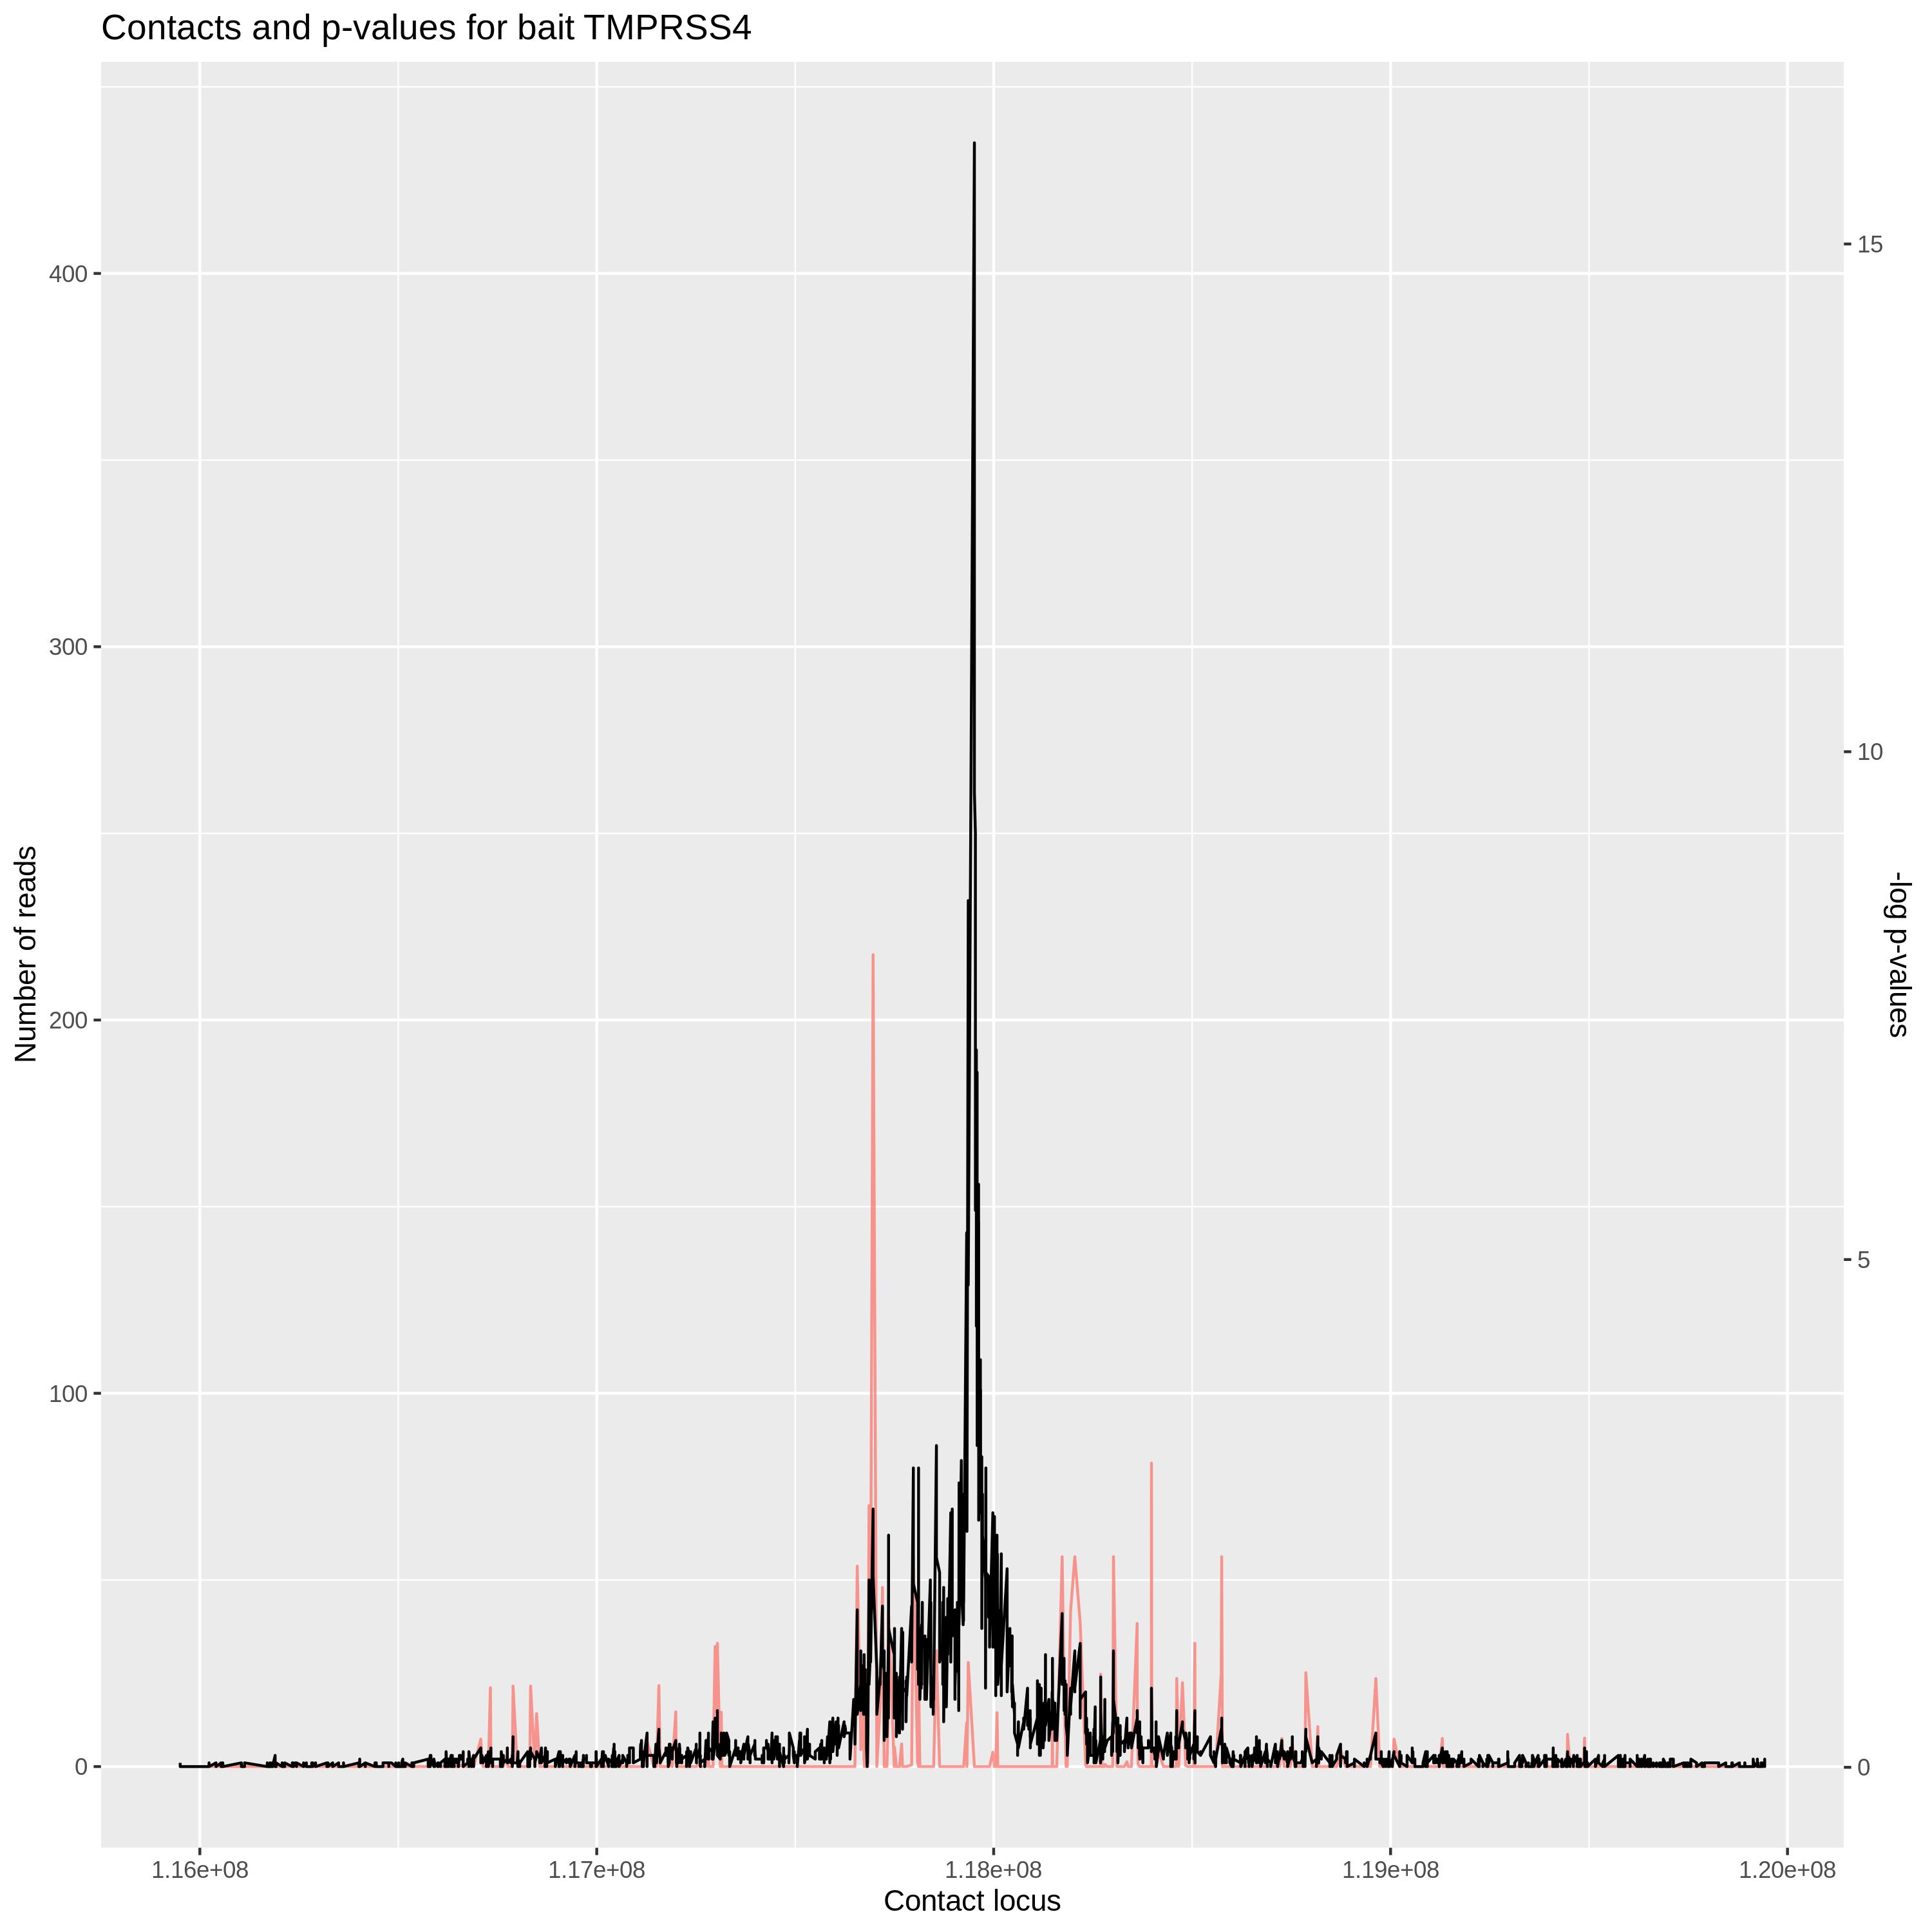 Contacts and p-values for bait TMPRSS4
400
300
200
100
0
Number of reads
15
10
5
0
-log p-values
1.16e+08
1.17e+08
1.18e+08
1.19e+08
1.20e+08
Contact locus